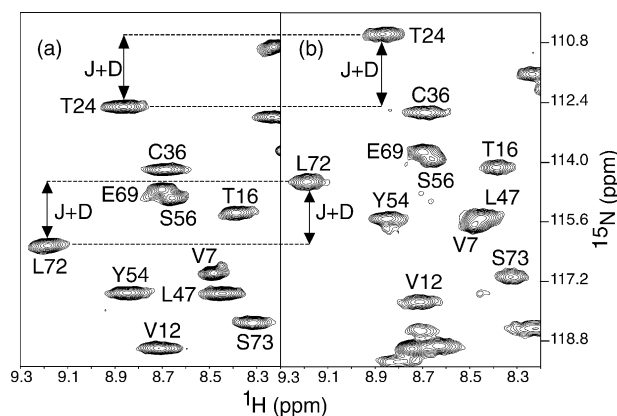 (a)
(b)
T24
T24
110.8
J+D
J+D
T24
C36
112.4
C36
E69
T16
114.0
L72
E69
T16
S56
S56
J+D
Y54
L47
J+D
115.6
L72
V7
V7
S73
Y54
L47
V12
117.2
V12
S73
118.8
15N (ppm)
9.3 9.1 8.9 8.7 8.5 9.3 9.1 8.9 8.7 8.5 8.3
1H (ppm)